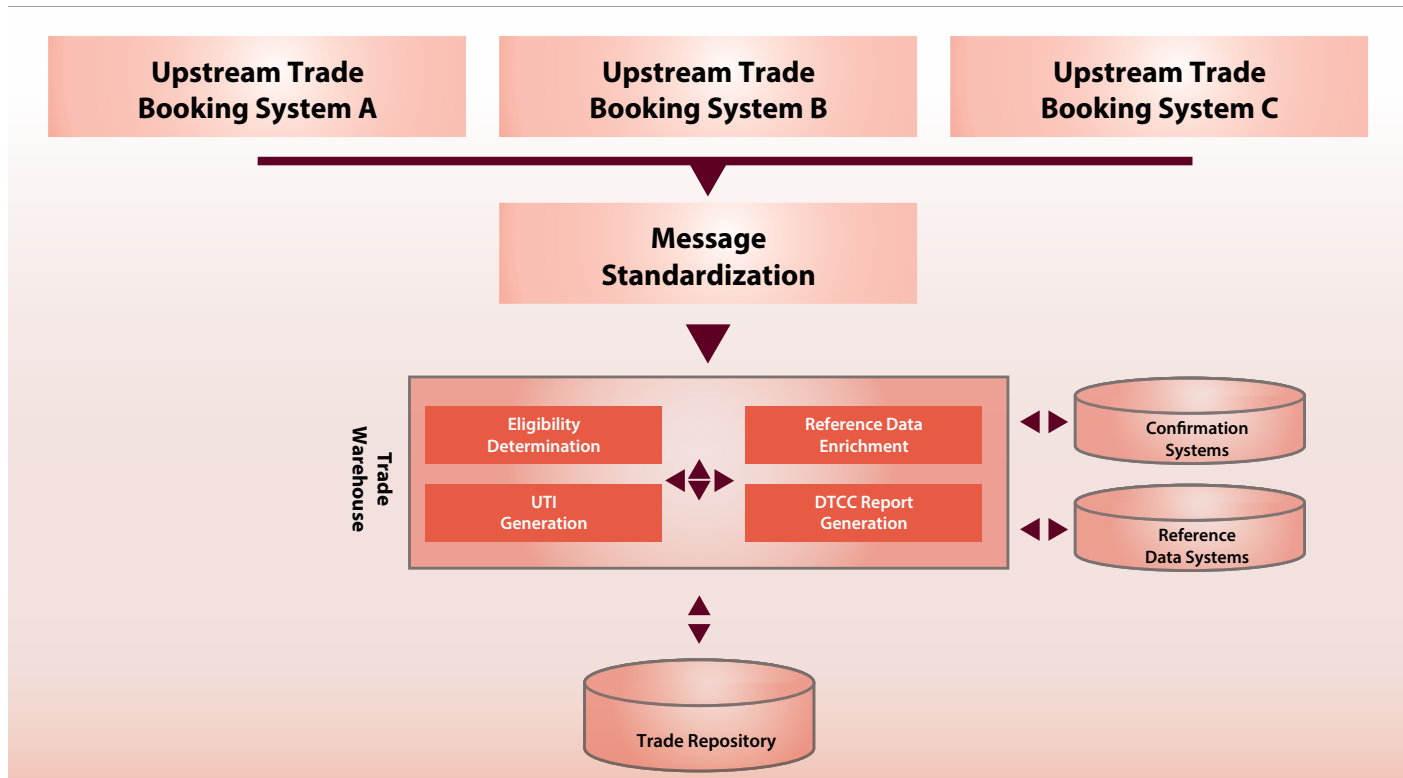 Upstream Trade
Booking System A
Upstream Trade
Booking System B
Upstream Trade
Booking System C
Message
Standardization
Trade
Warehouse
Eligibility
Determination
Reference Data
Enrichment
UTI
Generation
DTCC Report
Generation
Confirmation
Systems
Reference
Data Systems
Trade Repository